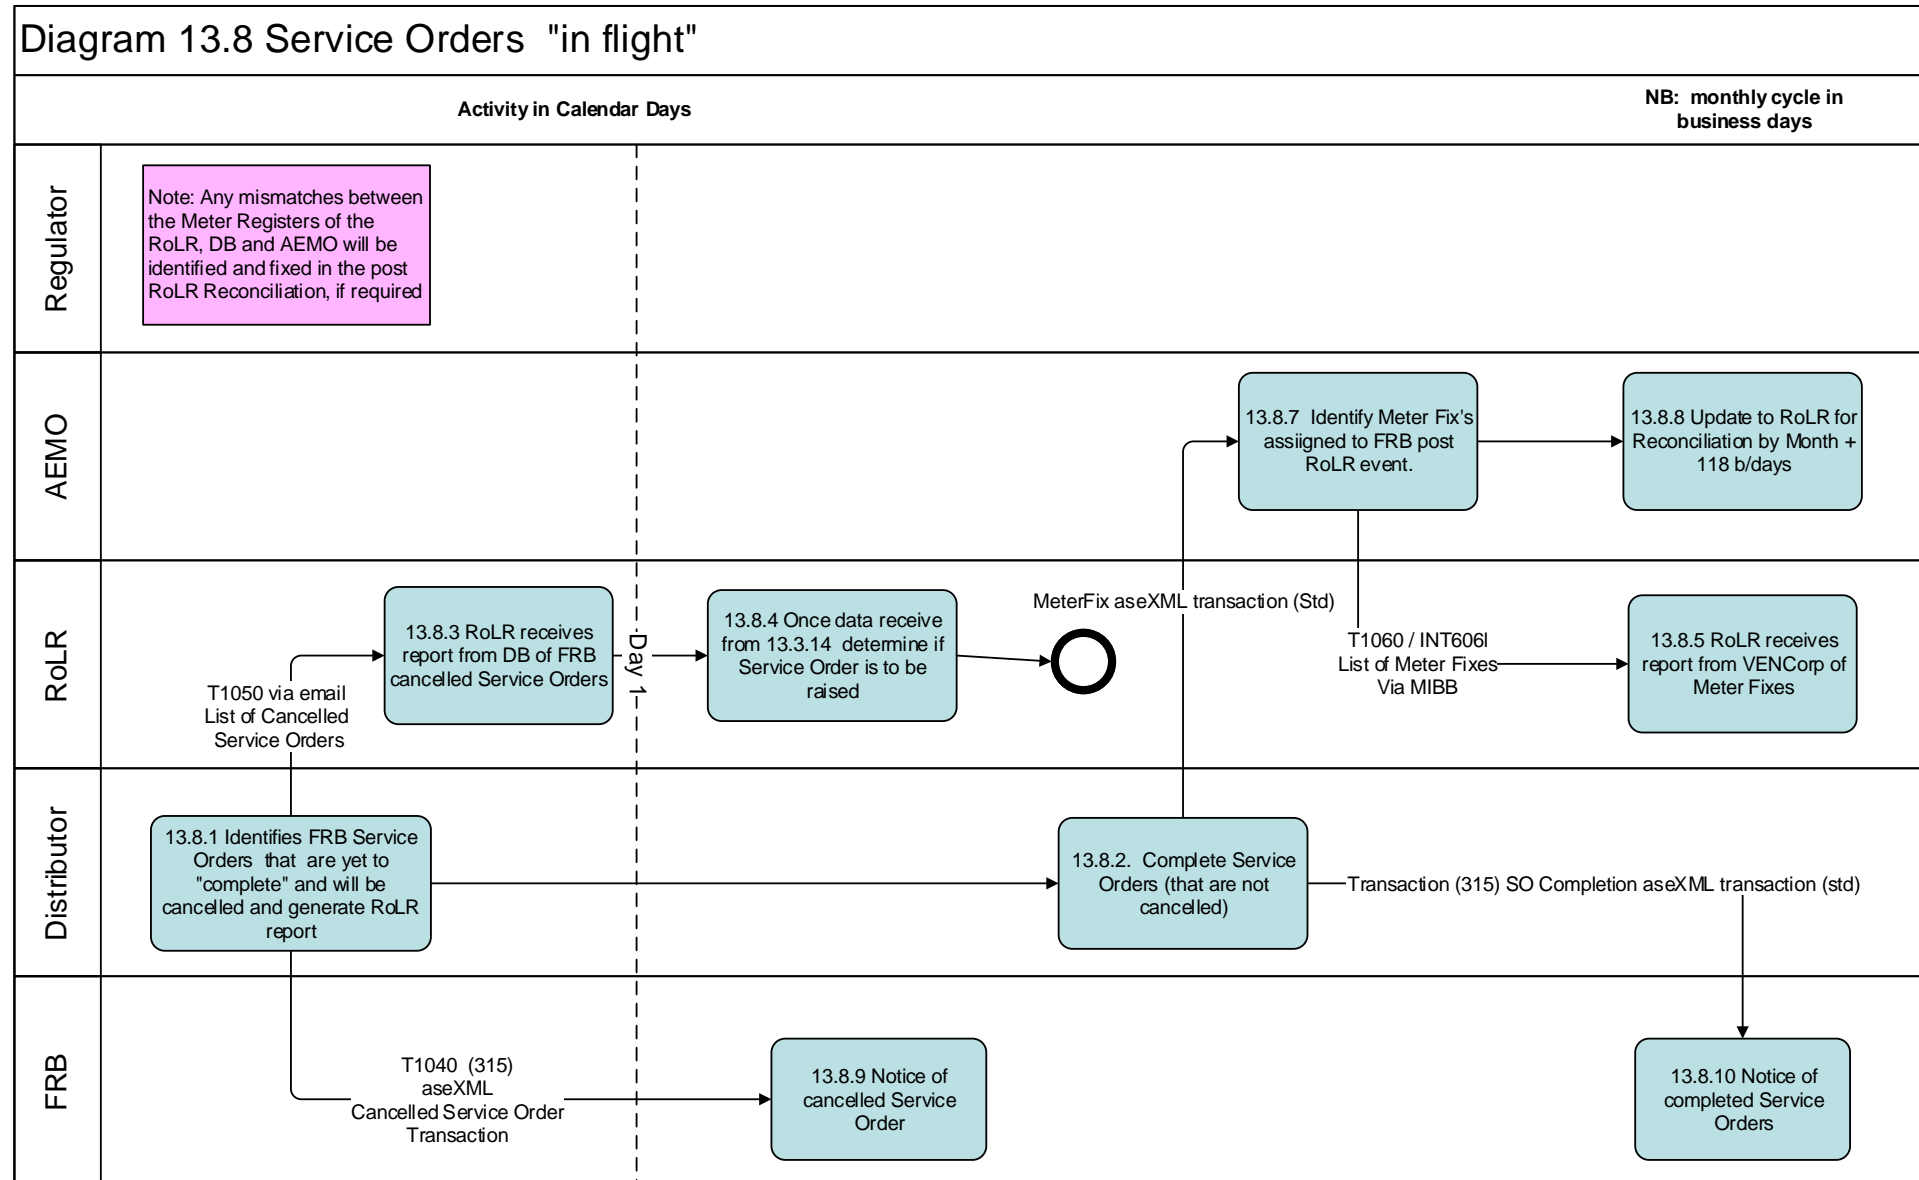 Diagram 13.8 Service Orders "in flight"
Activity in Calendar Days
NB: monthly cycle in
business days
Regulator
Note: Any mismatches between
the Meter Registers of the
RoLR, DB and AEMO will be
identified and fixed in the post
RoLR Reconciliation, if required
AEMO
13.8.7 Identify Meter Fix's
assiigned to FRB post
RoLR event.
13.8.8 Update to RoLR for
Reconciliation by Month +
118 b/days
RoLR
T1050 via email
List of Cancelled
Service Orders
13.8.3 RoLR receives
report from DB of FRB
cancelled Service Orders
Day 1
13.8.4 Once data receive
from 13.3.14 determine if
Service Order is to be
raised
MeterFix aseXML transaction (Std)
T1060 / INT606I
List of Meter Fixes
Via MIBB
13.8.5 RoLR receives
report from VENCorp of
Meter Fixes
Distributor
13.8.1 Identifies FRB Service
Orders that are yet to
"complete" and will be
cancelled and generate RoLR
report
13.8.2. Complete Service
Orders (that are not
cancelled)
Transaction (315) SO Completion aseXML transaction (std)
FRB
T1040 (315)
aseXML
Cancelled Service Order
Transaction
13.8.9 Notice of
cancelled Service
Order
13.8.10 Notice of
completed Service
Orders